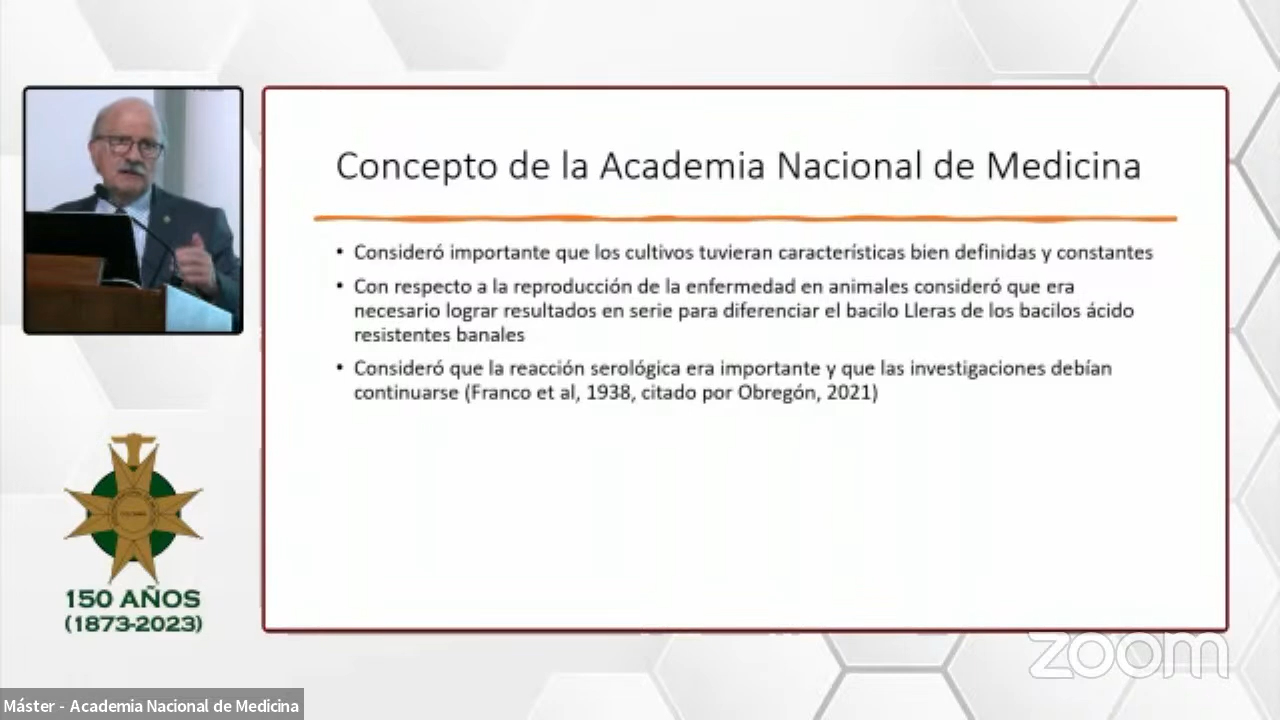 Concepto de la Academia Nacional de Medicina
• Consideró importante que los cultivos tuvieran características bien definidas y constantes
• Con respecto a la reproducción de la enfermedad en animales consideró que era
necesario lograr resultados en serie para diferenciar el bacilo Lleras de los bacilos ácido
resistentes banales
• Consideró que la reacción serológica era importante y que las investigaciones debían
continuarse (Franco et al, 1938, citado por Obregón, 2021)
150 AÑOS
(1873-2023)
zoom
Máster - Academia Nacional de Medicina